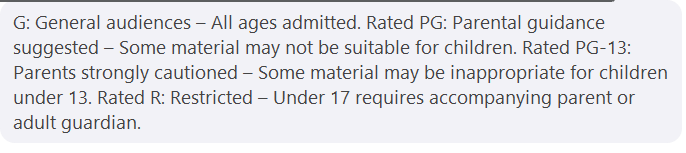 G: General audiences – All ages admitted. Rated PG: Parental guidance
suggested – Some material may not be suitable for children. Rated PG-13:
Parents strongly cautioned – Some material may be inappropriate for children
under 13. Rated R: Restricted – Under 17 requires accompanying parent or
adult guardian.